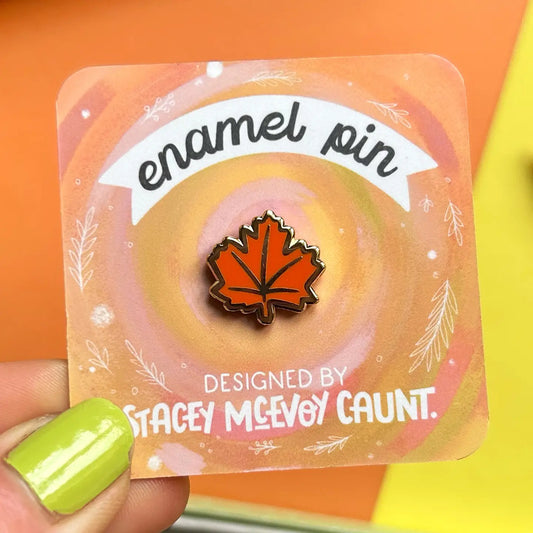 enamel pin
DESIGNED BY
STACEY McEVOY CAUNT.